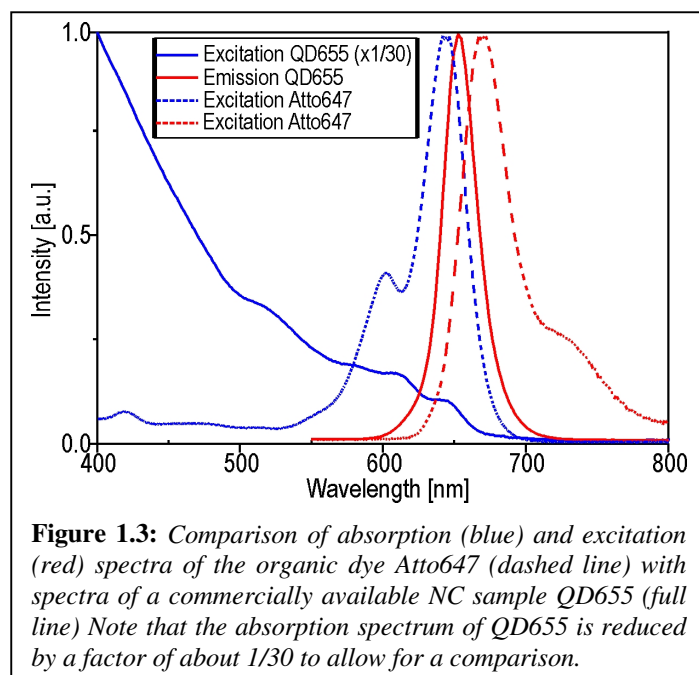 1.0
Excitation QD655 (x1/30)
Emission QD655
Excitation Atto647
Excitation Atto647
0.5
Intensity [a.u.]
0.0
400 500 600 700 800
Wavelength [nm]
Figure 1.3: Comparison of absorption (blue) and excitation
(red) spectra of the organic dye Atto647 (dashed line) with
spectra of a commercially available NC sample QD655 (full
line) Note that the absorption spectrum of QD655 is reduced
by a factor of about 1/30 to allow for a comparison.